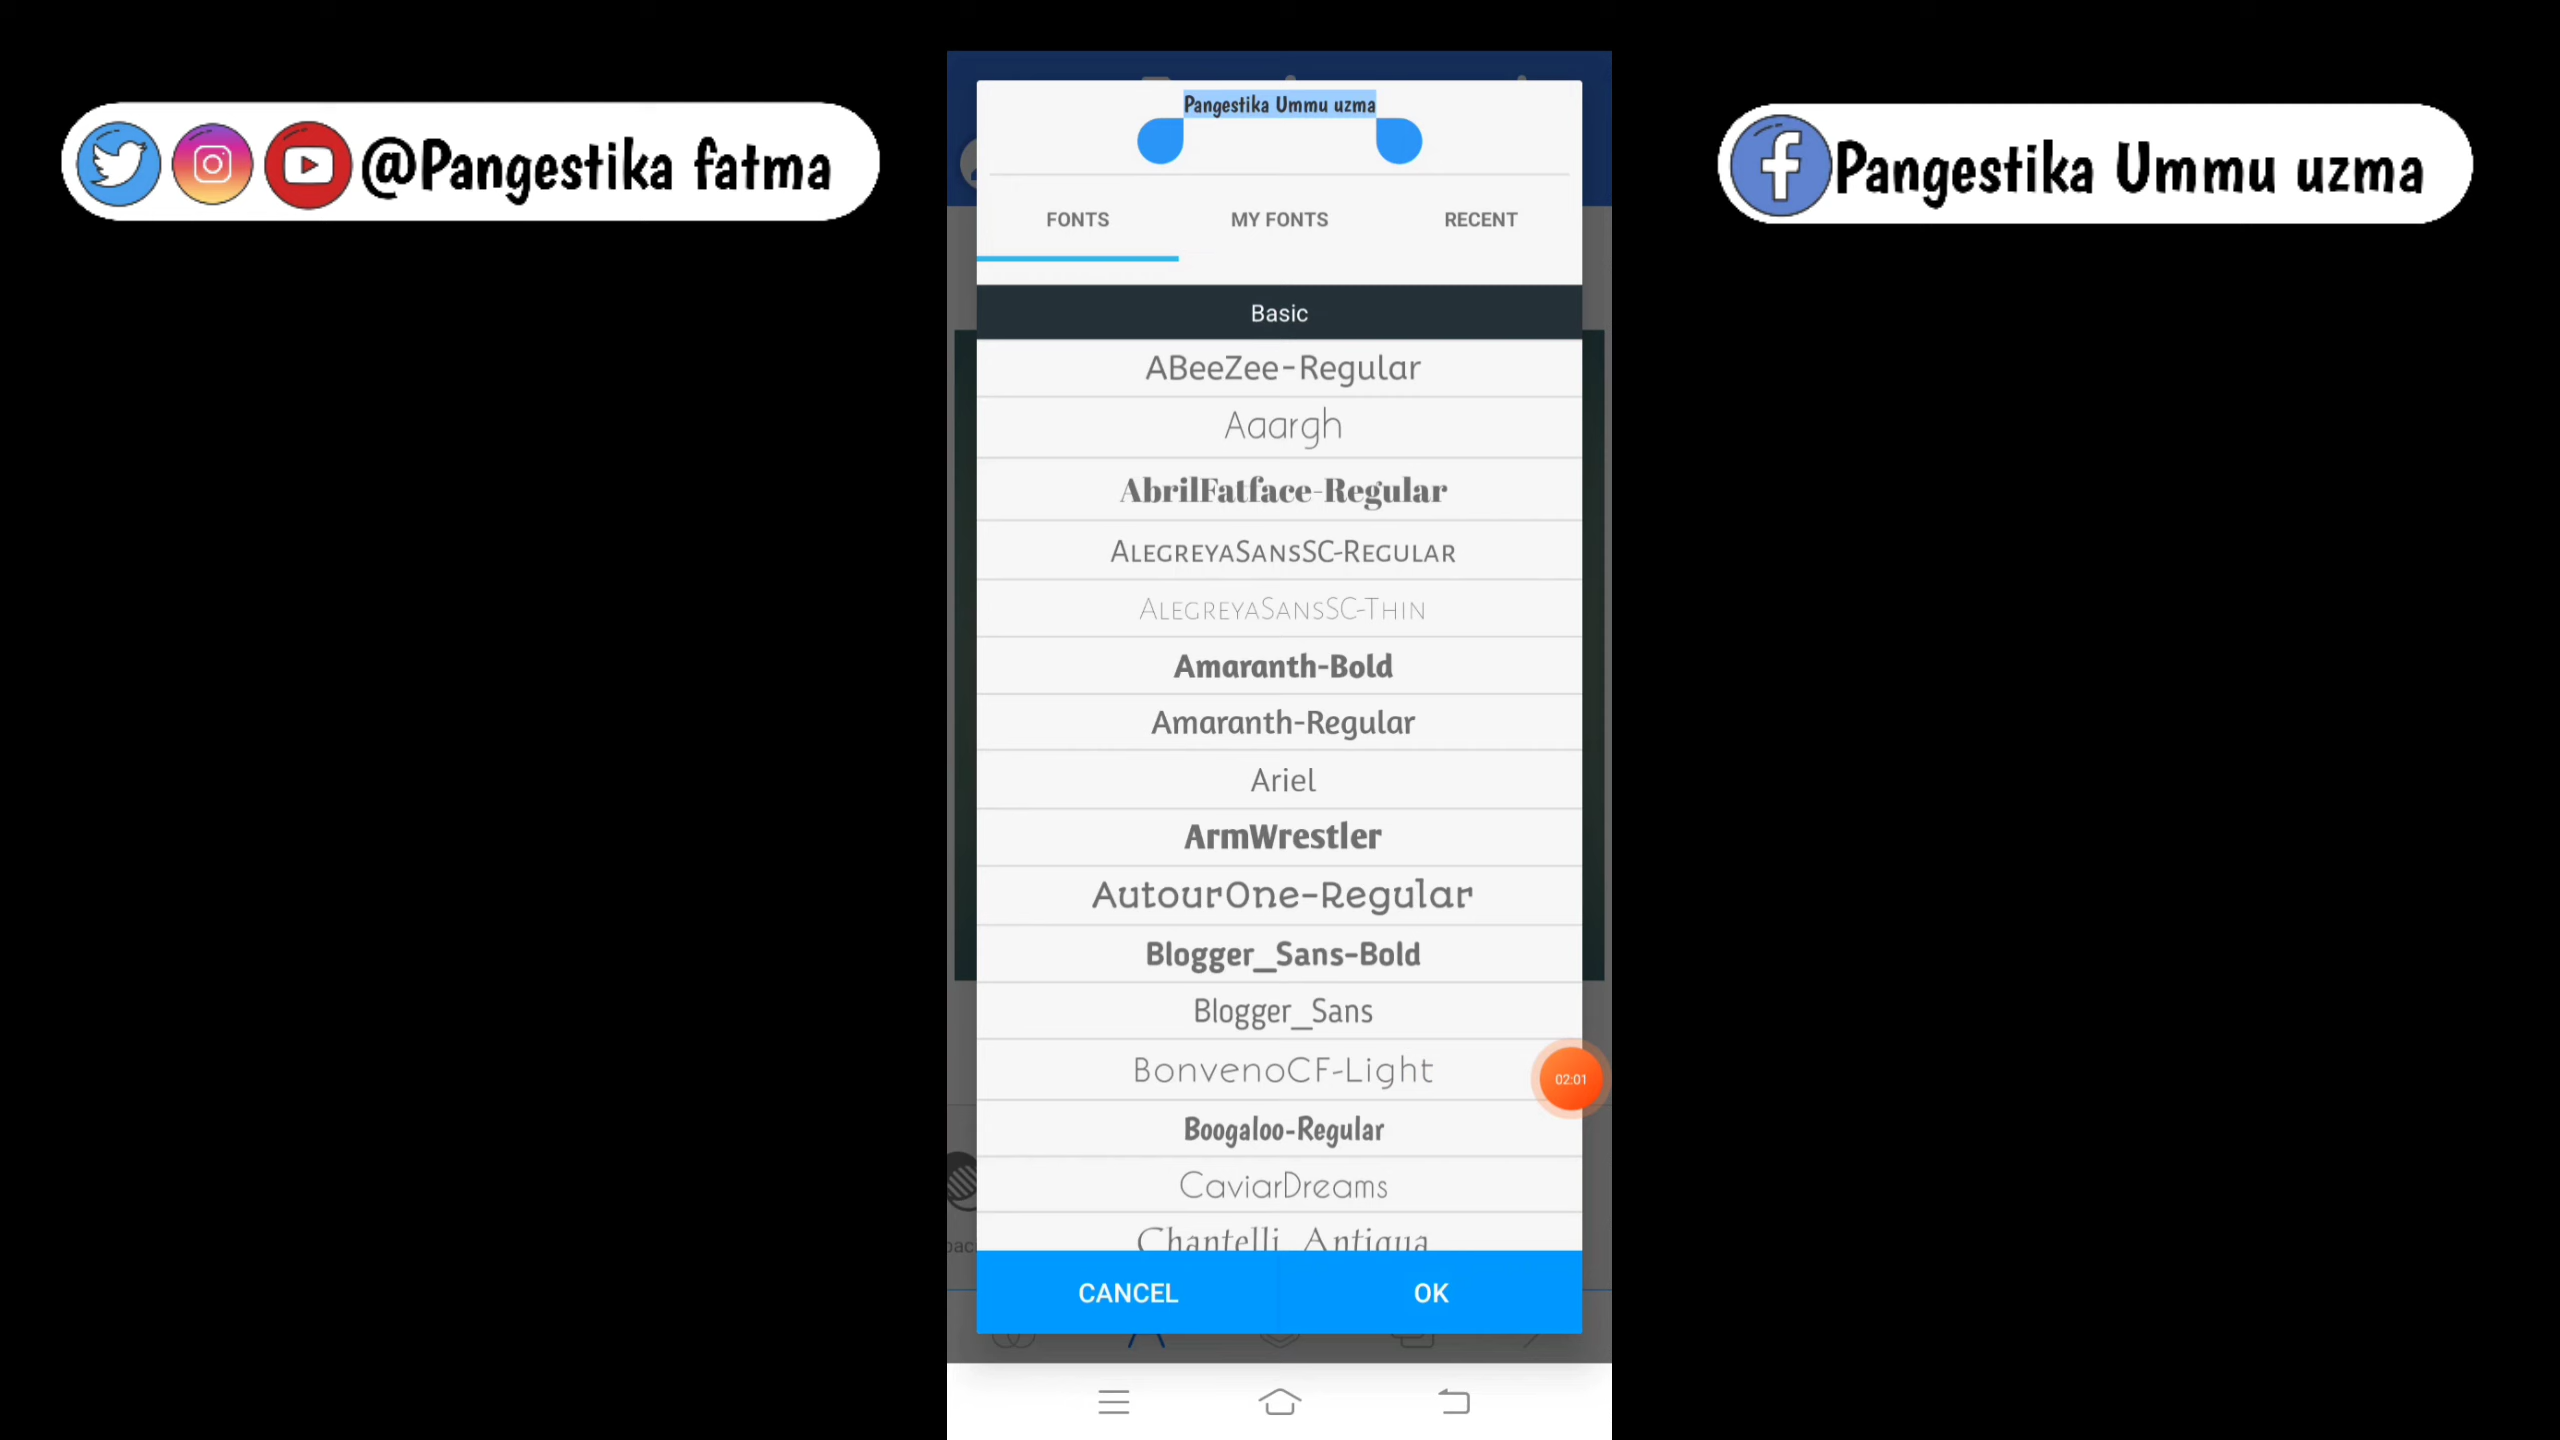 @Pangestika fatma
Pangestika Ummu uzma
Pangestika Ummu uzma
FONTS
MY FONTS
RECENT
Basic
ABeeZee-Regular
Aaargh
AbrilFatface-Regular
AlegreyaSansSC-Regular
AlegreyaSansSC-Thin
Amaranth-Bold
Amaranth-Regular
Ariel
ArmWrestler
AutourOne-Regular
Blogger_Sans-Bold
Blogger_Sans
BonvenoCF-Light
02:01
Boogaloo-Regular
CaviarDreams
Chantelli_Antiqua
CANCEL
OK